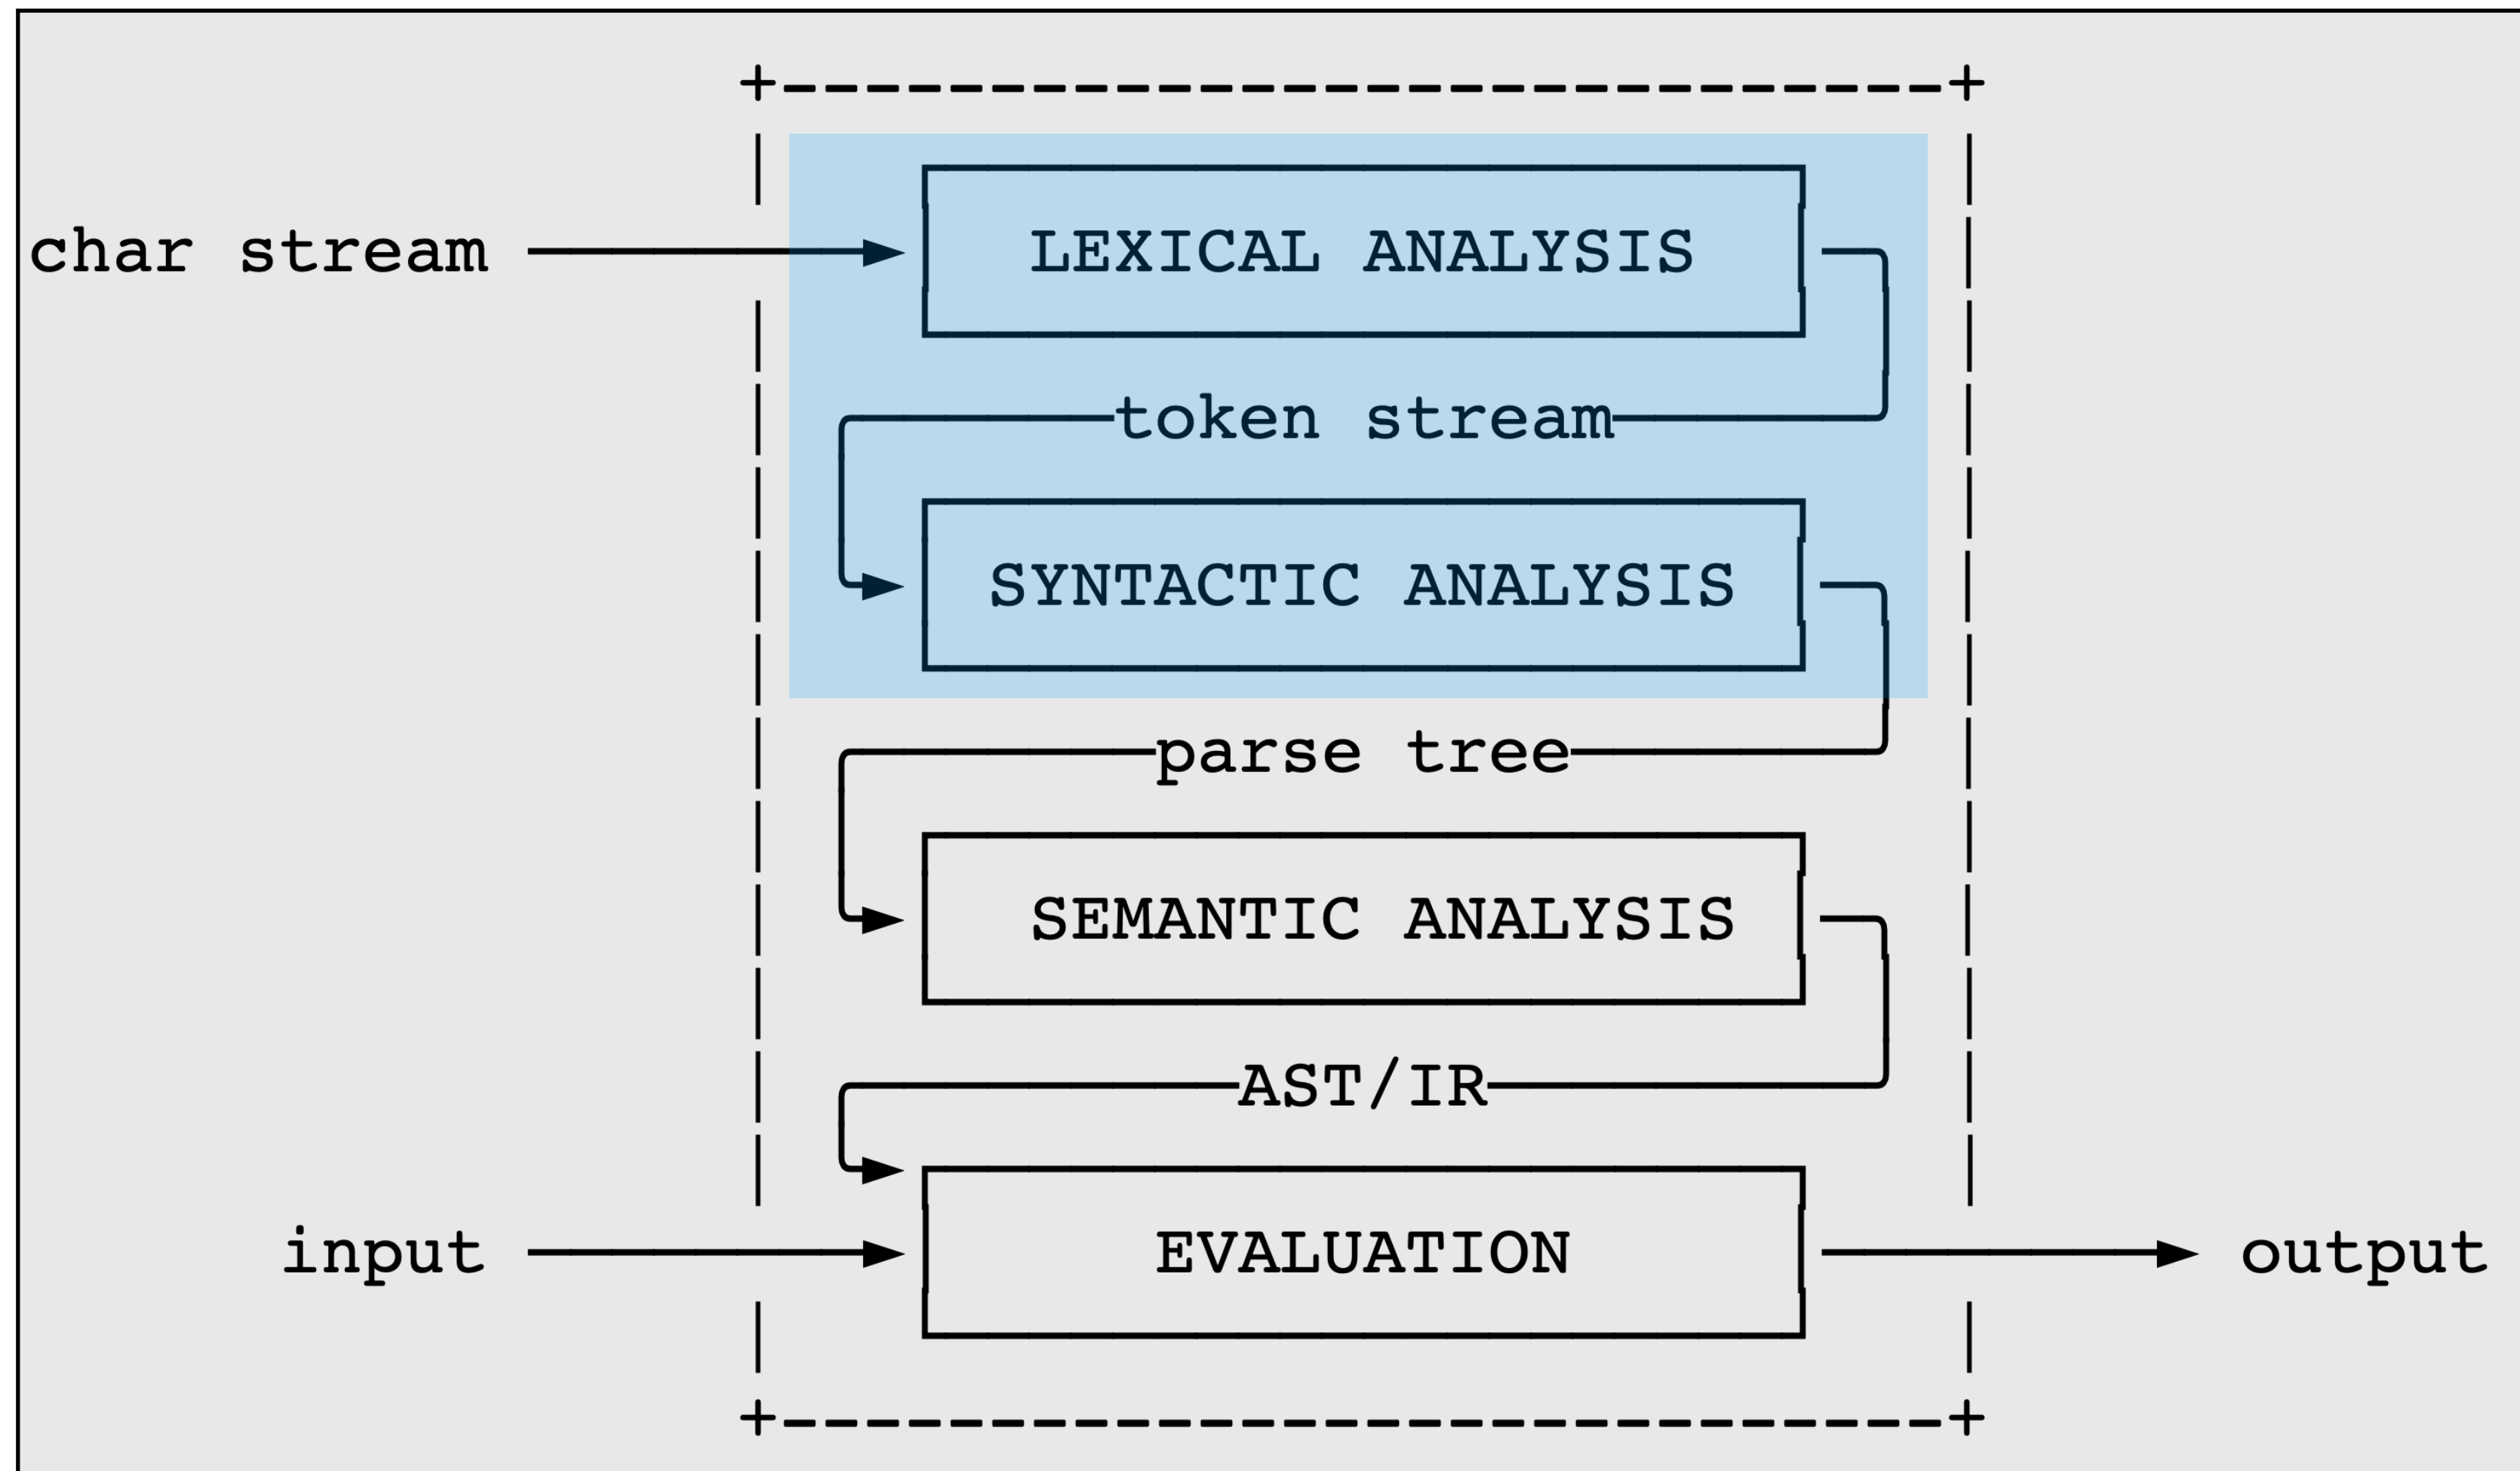 char stream
LEXICAL ANALYSIS
token stream
SYNTACTIC ANALYSIS
parse tree
SEMANTIC ANALYSIS
AST/IR
input
EVALUATION
output